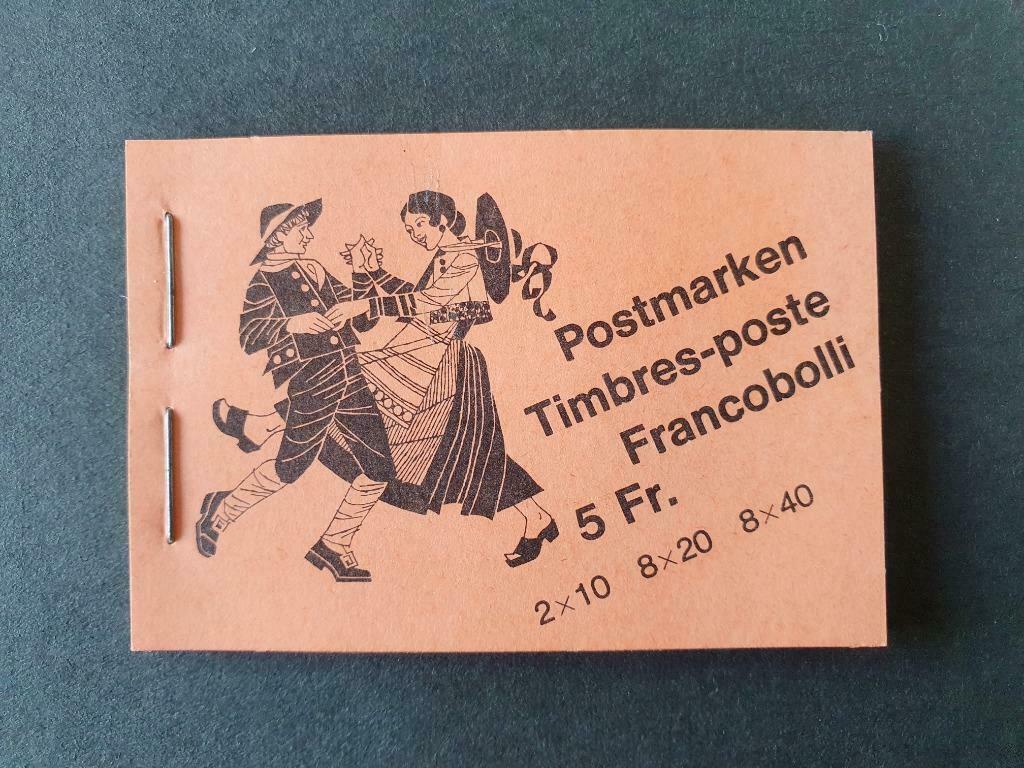 Postmarken
Timbres-poste
Francobolli
5 Fr.
2×10 8×20 8×40